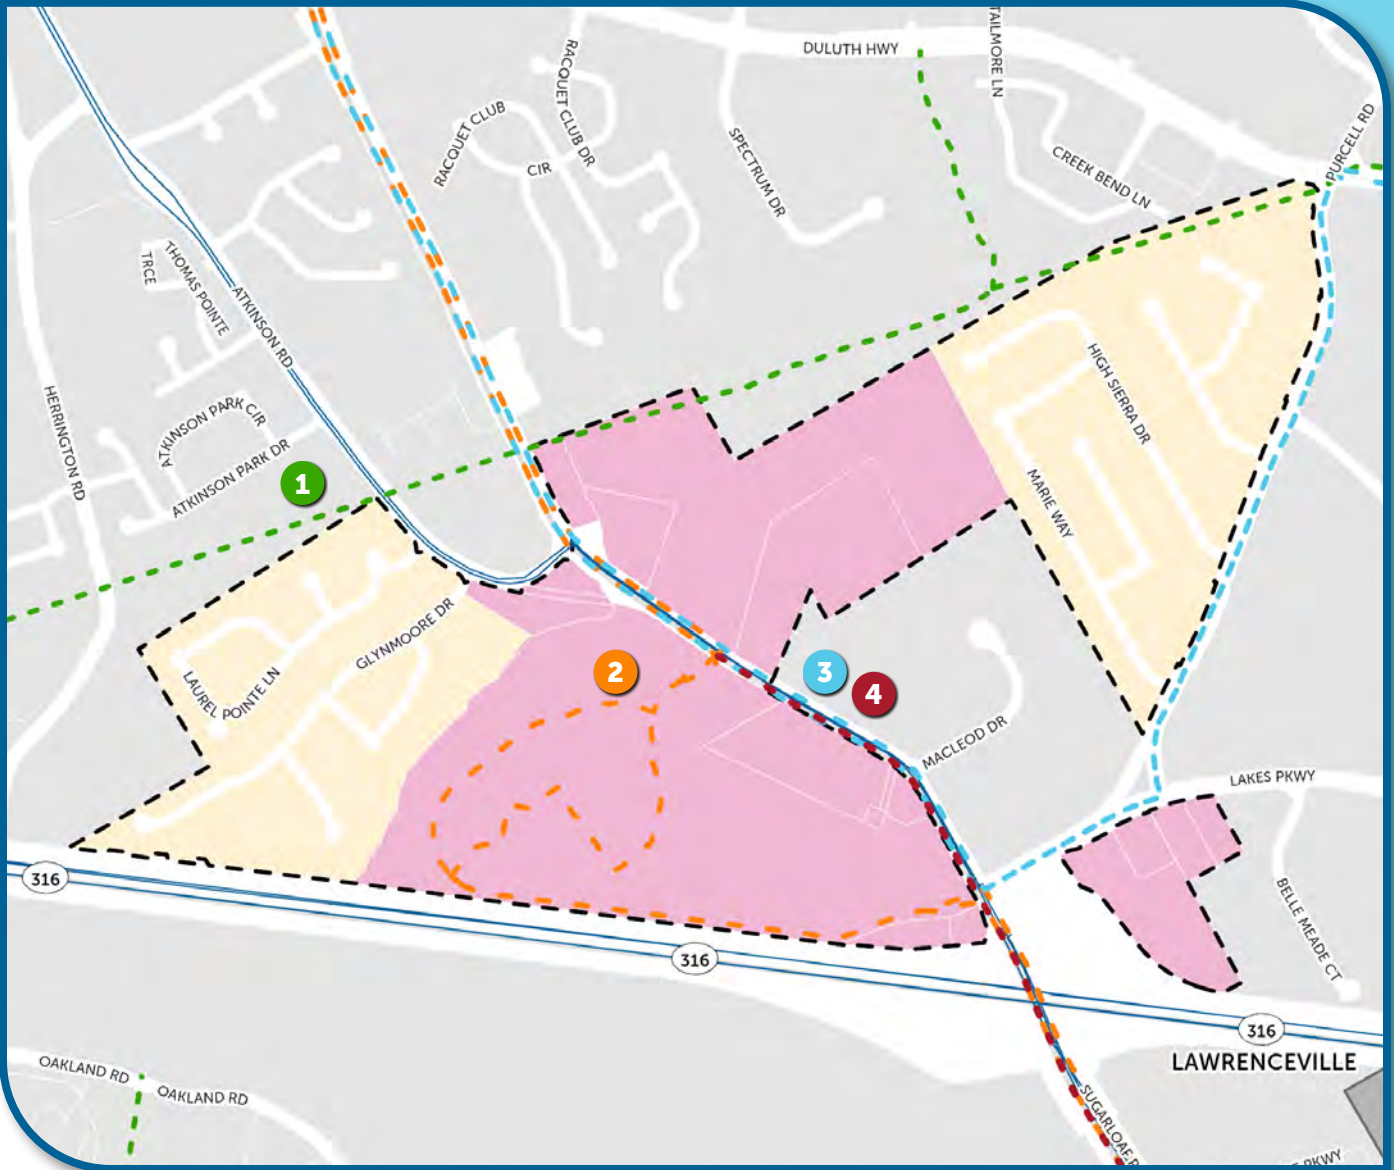 DULUTH HWY
TAILMORE LN
RACQUET CLUB DR
RACQUET CLUB
CIR
SPECTRUM DR
CREEK BEND LN
PURCELL RD
TRCE
THOMAS POINTE
ATKINSON RD
HERRINGTON RD
ATKINSON PARK CIR
ATKINSON PARK DR
1
HIGH SIERRA DR
MARIE WAY
GLYNMOORE DR
LAUREL POINTE LN
2
3
4
MACLEOD DR
LAKES PKWY
316
BELLE MEADE CT
316
316
LAWRENCEVILLE
OAKLAND RD
OAKLAND RD
SUGARLOAF P
PKWY